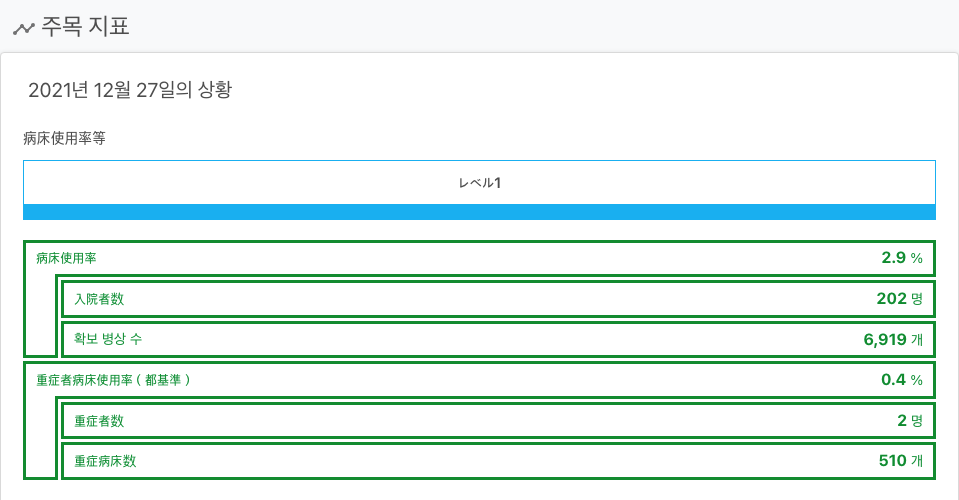 주목 지표
2021년 12월 27일의 상황
病床使用率等
レベル1
病床使用率 2.9 %
入院者数 202 명
확보 병상 수 6,919 개
重症者病床使用率 ( 都基準 ) 0.4 %
重症者数 2 명
重症病床数 510 개